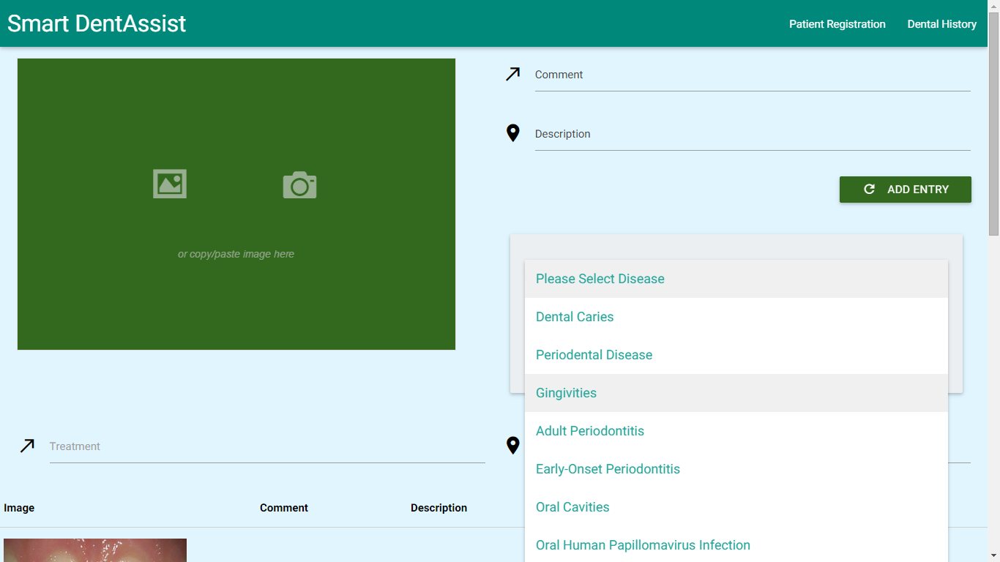 Smart DentAssist
Patient Registration
Dental History
Comment
Description
ADD ENTRY
or copy/paste image here
Please Select Disease
Dental Caries
Periodental Disease
Gingivities
Adult Periodontitis
Early-Onset Periodontitis
Oral Cavities
Oral Human Papillomavirus Infection
Treatment
Image
Comment
Description